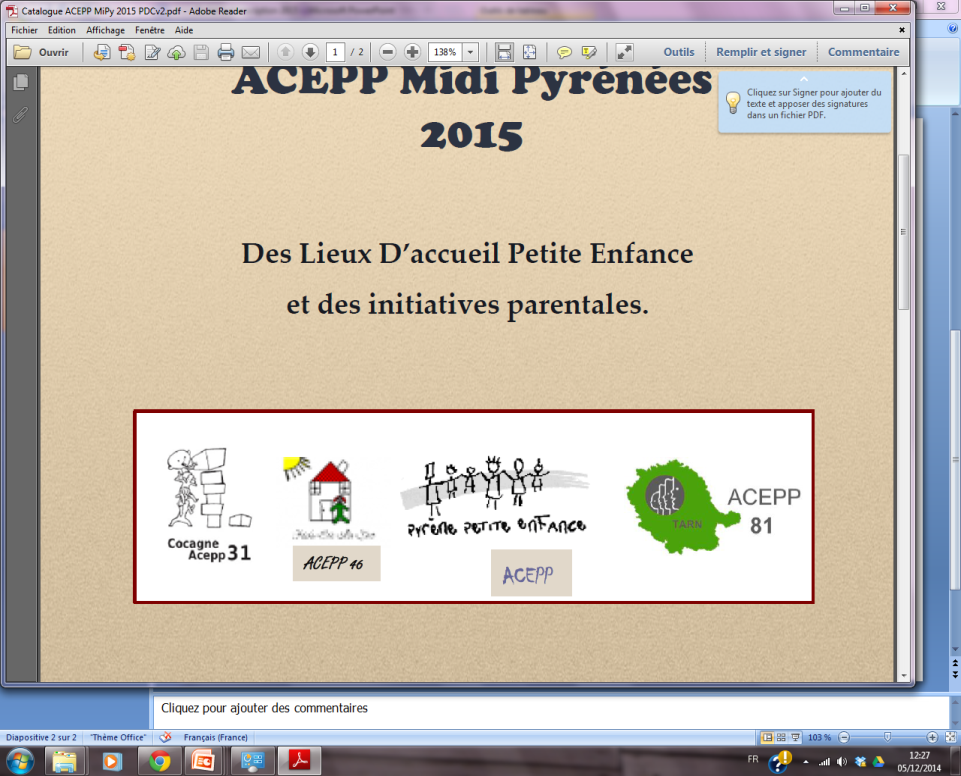 Catalogue ACEPP MiPy 2015 PDCv2.pdf - Adobe Reader
Fichier Edition Affichage Fenêtre Aide
Ouvrir 1 / 2 138% Outils Remplir et signer Commentaire
Cliquez sur Signer pour ajouter du
texte et apposer des signatures
dans un fichier PDF.
ACEPP Midi Pyrénées
2015
Des Lieux D’accueil Petite Enfance
et des initiatives parentales.
Cocagne
Acepp 31
ACEPP 46
PYRÈNE PETITE ENFANCE
ACEPP
TARN
ACEPP
81
Cliquez pour ajouter des commentaires
Diapositive 2 sur 2 "Thème Office" Français (France) 103 %
FR 12:27
05/12/2014